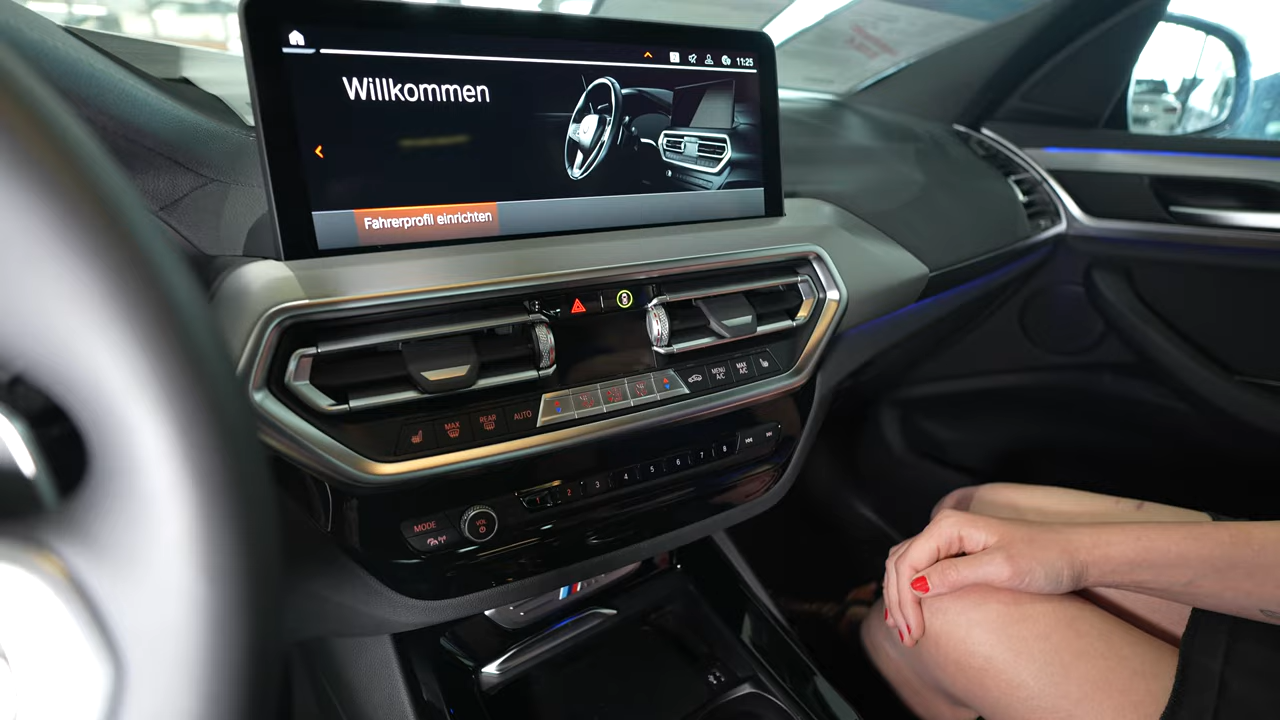 11:25
Willkommen
Fahrerprofil einrichten
MAX
REAR
AUTO
MENU
A/C
MAX
A/C
1 2 3 4 5 6 7 8
MODE
VOL